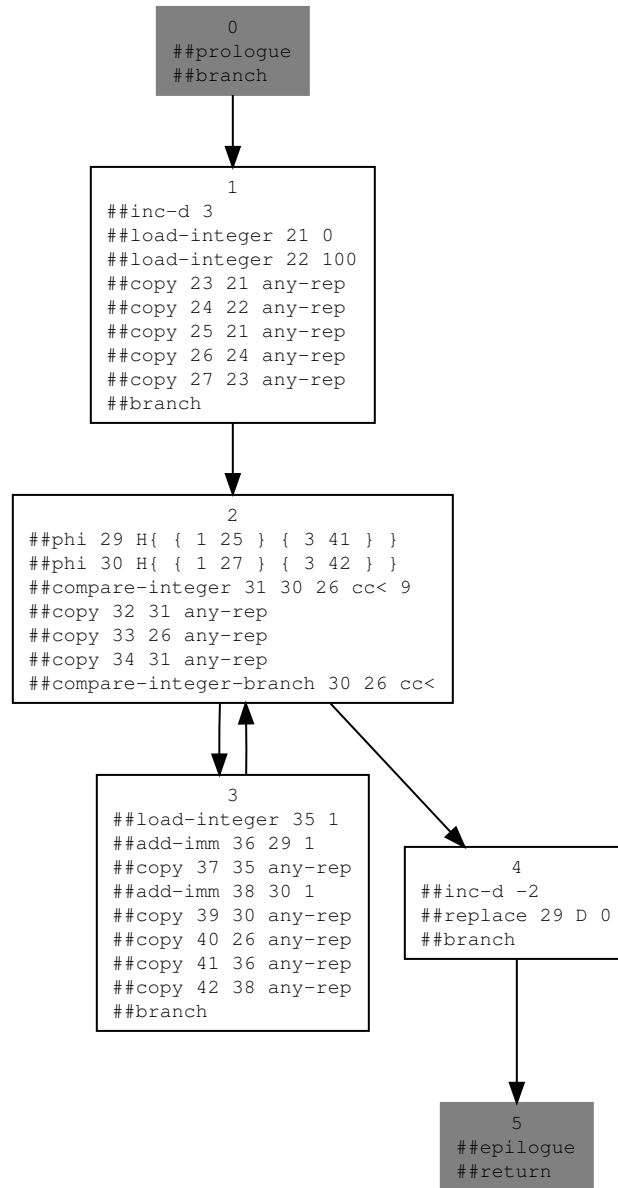 0
##prologue
##branch
1
##inc-d 3
##load-integer 21 0
##load-integer 22 100
##copy 23 21 any-rep
##copy 24 22 any-rep
##copy 25 21 any-rep
##copy 26 24 any-rep
##copy 27 23 any-rep
##branch
2
##phi 29 H{ { 1 25 } { 3 41 } }
##phi 30 H{ { 1 27 } { 3 42 } }
##compare-integer 31 30 26 cc< 9
##copy 32 31 any-rep
##copy 33 26 any-rep
##copy 34 31 any-rep
##compare-integer-branch 30 26 cc<
3
##load-integer 35 1
##add-imm 36 29 1
##copy 37 35 any-rep
##add-imm 38 30 1
##copy 39 30 any-rep
##copy 40 26 any-rep
##copy 41 36 any-rep
##copy 42 38 any-rep
##branch
4
##inc-d -2
##replace 29 D 0
##branch
5
##epilogue
##return